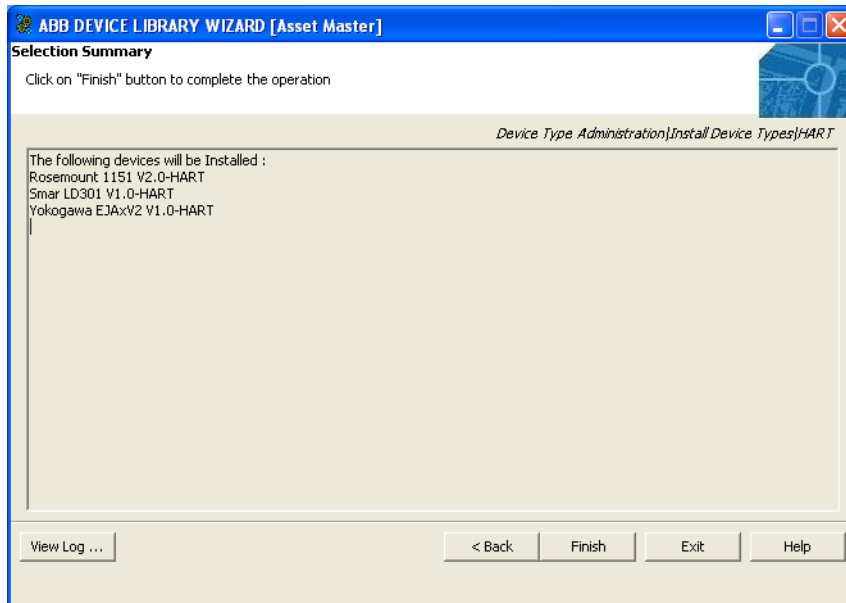 ABB DEVICE LIBRARY WIZARD [Asset Master]
Selection Summary
Click on "Finish" button to complete the operation
Device Type Administration|Install Device Types|HART
The following devices will be Installed :
Rosemount 1151 V2.0-HART
Smar LD301 V1.0-HART
Yokogawa EJAxV2 V1.0-HART
View Log ...
< Back
Finish
Exit
Help